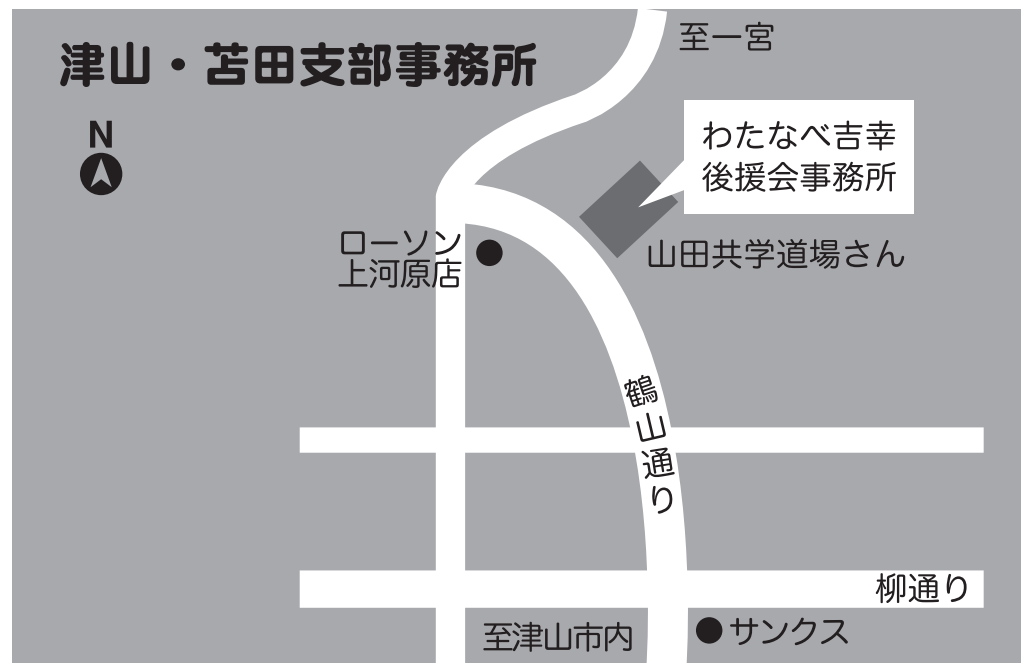 至一宮
津山・苫田支部事務所
N
わたなべ吉幸
後援会事務所
ローソン
上河原店
山田共学道場さん
鶴山通り
柳通り
至津山市内
サンクス